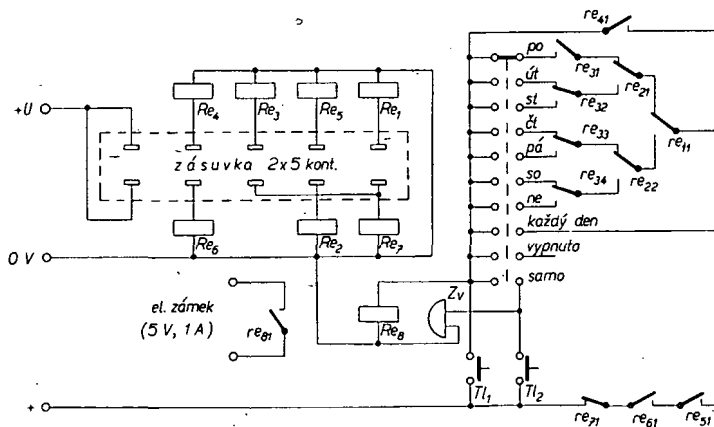 re41
po
re31
út
re21
+U
Re4
Re3
Re5
Re1
re32
st
čt
re33
re11
zásuvka 2x5 kont.
pá
so
re34
re22
ne
Re6
Re2
Re7
každý den
0 V
vypnuto
samo
el. zámek
(5 V, 1 A)
re81
Re8
Zv
Tl1
Tl2
+
re71
re61
re51